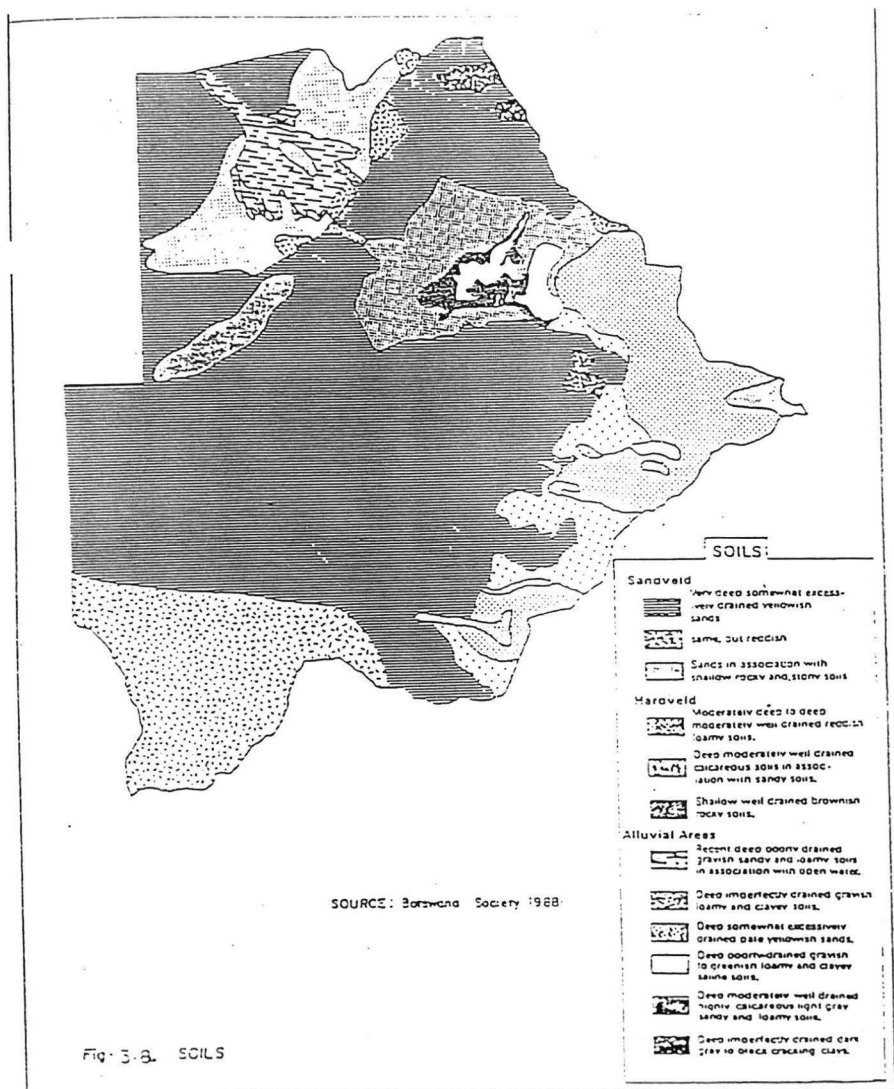 SOILS
Sandveld
Very deep somewhat excess-
ively drained yellowish
sands
same, but reddish
Sands in association with
shallow rocky and stony soils
Hardveld
Moderately deep to deep
moderately well drained reddish
loamy soils.
Deep moderately well drained
calcareous soils in assoc-
iation with sandy soils.
Shallow well drained brownish
rocky soils.
Alluvial Areas
Recent deep poorly drained
grayish sandy and loamy soils
in association with open water.
Deep imperfectly drained grayish
loamy and clayey soils.
Deep somewhat excessively
drained pale yellowish sands.
Deep poorly-drained grayish
to greenish loamy and clayey
saline soils.
Deep moderately well drained
highly calcareous light gray
sandy and loamy soils.
Deep imperfectly drained dark
gray to black cracking clays.
SOURCE: Botswana Society 1988
Fig. 3.8. SOILS